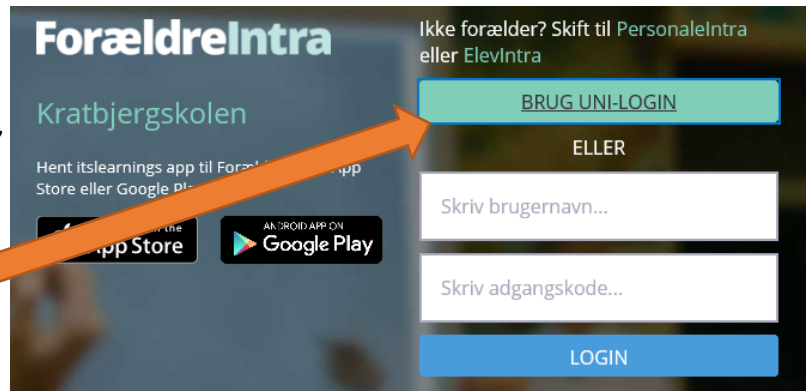 ForældreIntra
Kratbjergskolen
Hent itslearnings app til
Store eller Google
the
App Store
ANDROID APP ON
Google Play
Ikke forælder? Skift til PersonaleIntra
eller ElevIntra
BRUG UNI-LOGIN
ELLER
Skriv brugernavn...
Skriv adgangskode...
LOGIN